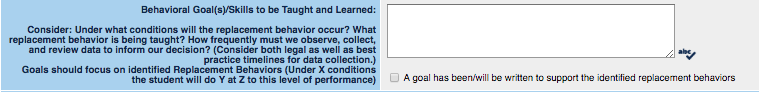 Behavioral Goal(s)/Skills to be Taught and Learned:
Consider: Under what conditions will the replacement behavior occur? What
replacement behavior is being taught? How frequently must we observe, collect,
and review data to inform our decision? (Consider both legal as well as best
practice timelines for data collection.)
Goals should focus on identified Replacement Behaviors (Under X conditions
the student will do Y at Z to this level of performance)
abc
A goal has been/will be written to support the identified replacement behaviors